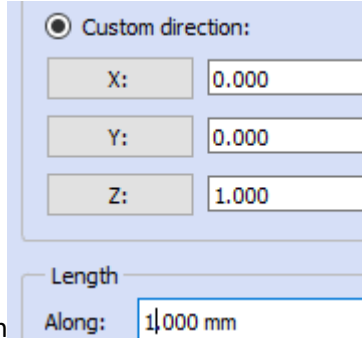 Custom direction:
X: 0.000
Y: 0.000
Z: 1.000
Length
Along: 1.000 mm